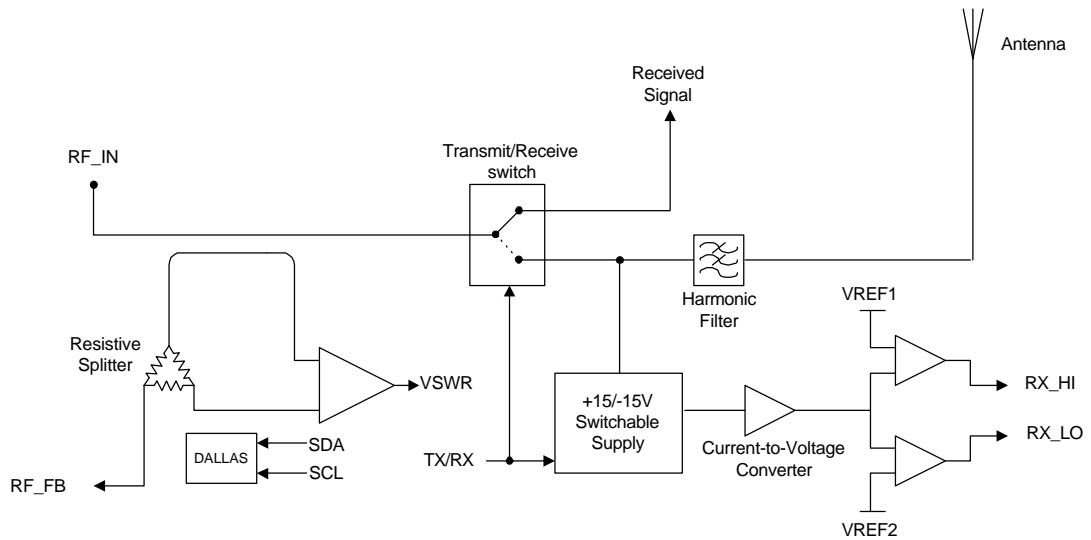 Antenna
Received
Signal
RF_IN
Transmit/Receive
switch
Harmonic
Filter
VREF1
Resistive
Splitter
VSWR
+15/-15V
Switchable
Supply
RX_HI
DALLAS
SDA
SCL
TX/RX
Current-to-Voltage
Converter
RX_LO
RF_FB
VREF2